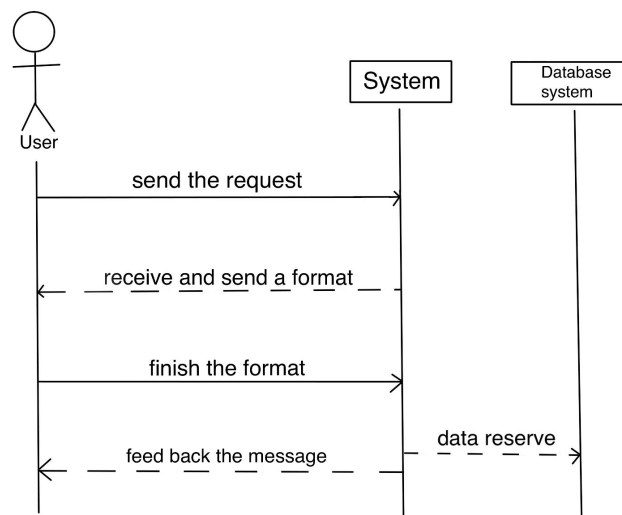 System
Database
system
User
send the request
receive and send a format
finish the format
data reserve
feed back the message